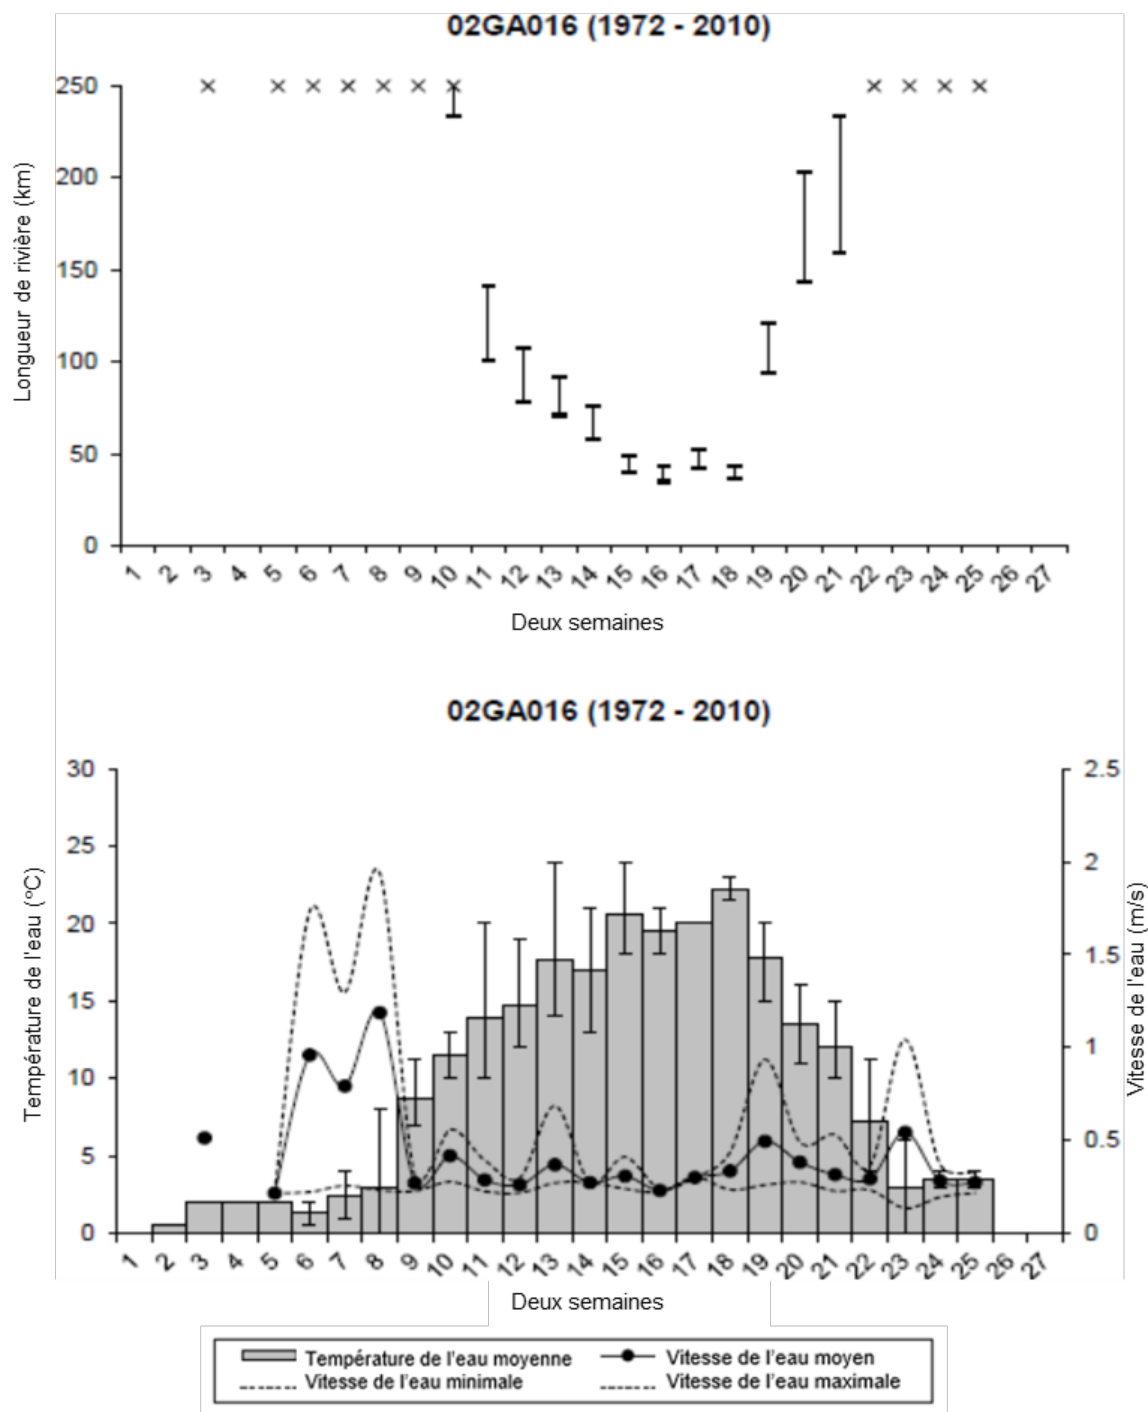 02GA016 (1972 - 2010)
250
200
150
100
50
0
Longueur de rivière (km)
1 2 3 4 5 6 7 8 9 10 11 12 13 14 15 16 17 18 19 20 21 22 23 24 25 26 27
Deux semaines
02GA016 (1972 - 2010)
30
25
20
15
10
5
0
Température de l'eau (°C)
2.5
2
1.5
1
0.5
0
Vitesse de l'eau (m/s)
1 2 3 4 5 6 7 8 9 10 11 12 13 14 15 16 17 18 19 20 21 22 23 24 25 26 27
Deux semaines
Température de l'eau moyenne Vitesse de l'eau moyen
Vitesse de l'eau minimale Vitesse de l'eau maximale